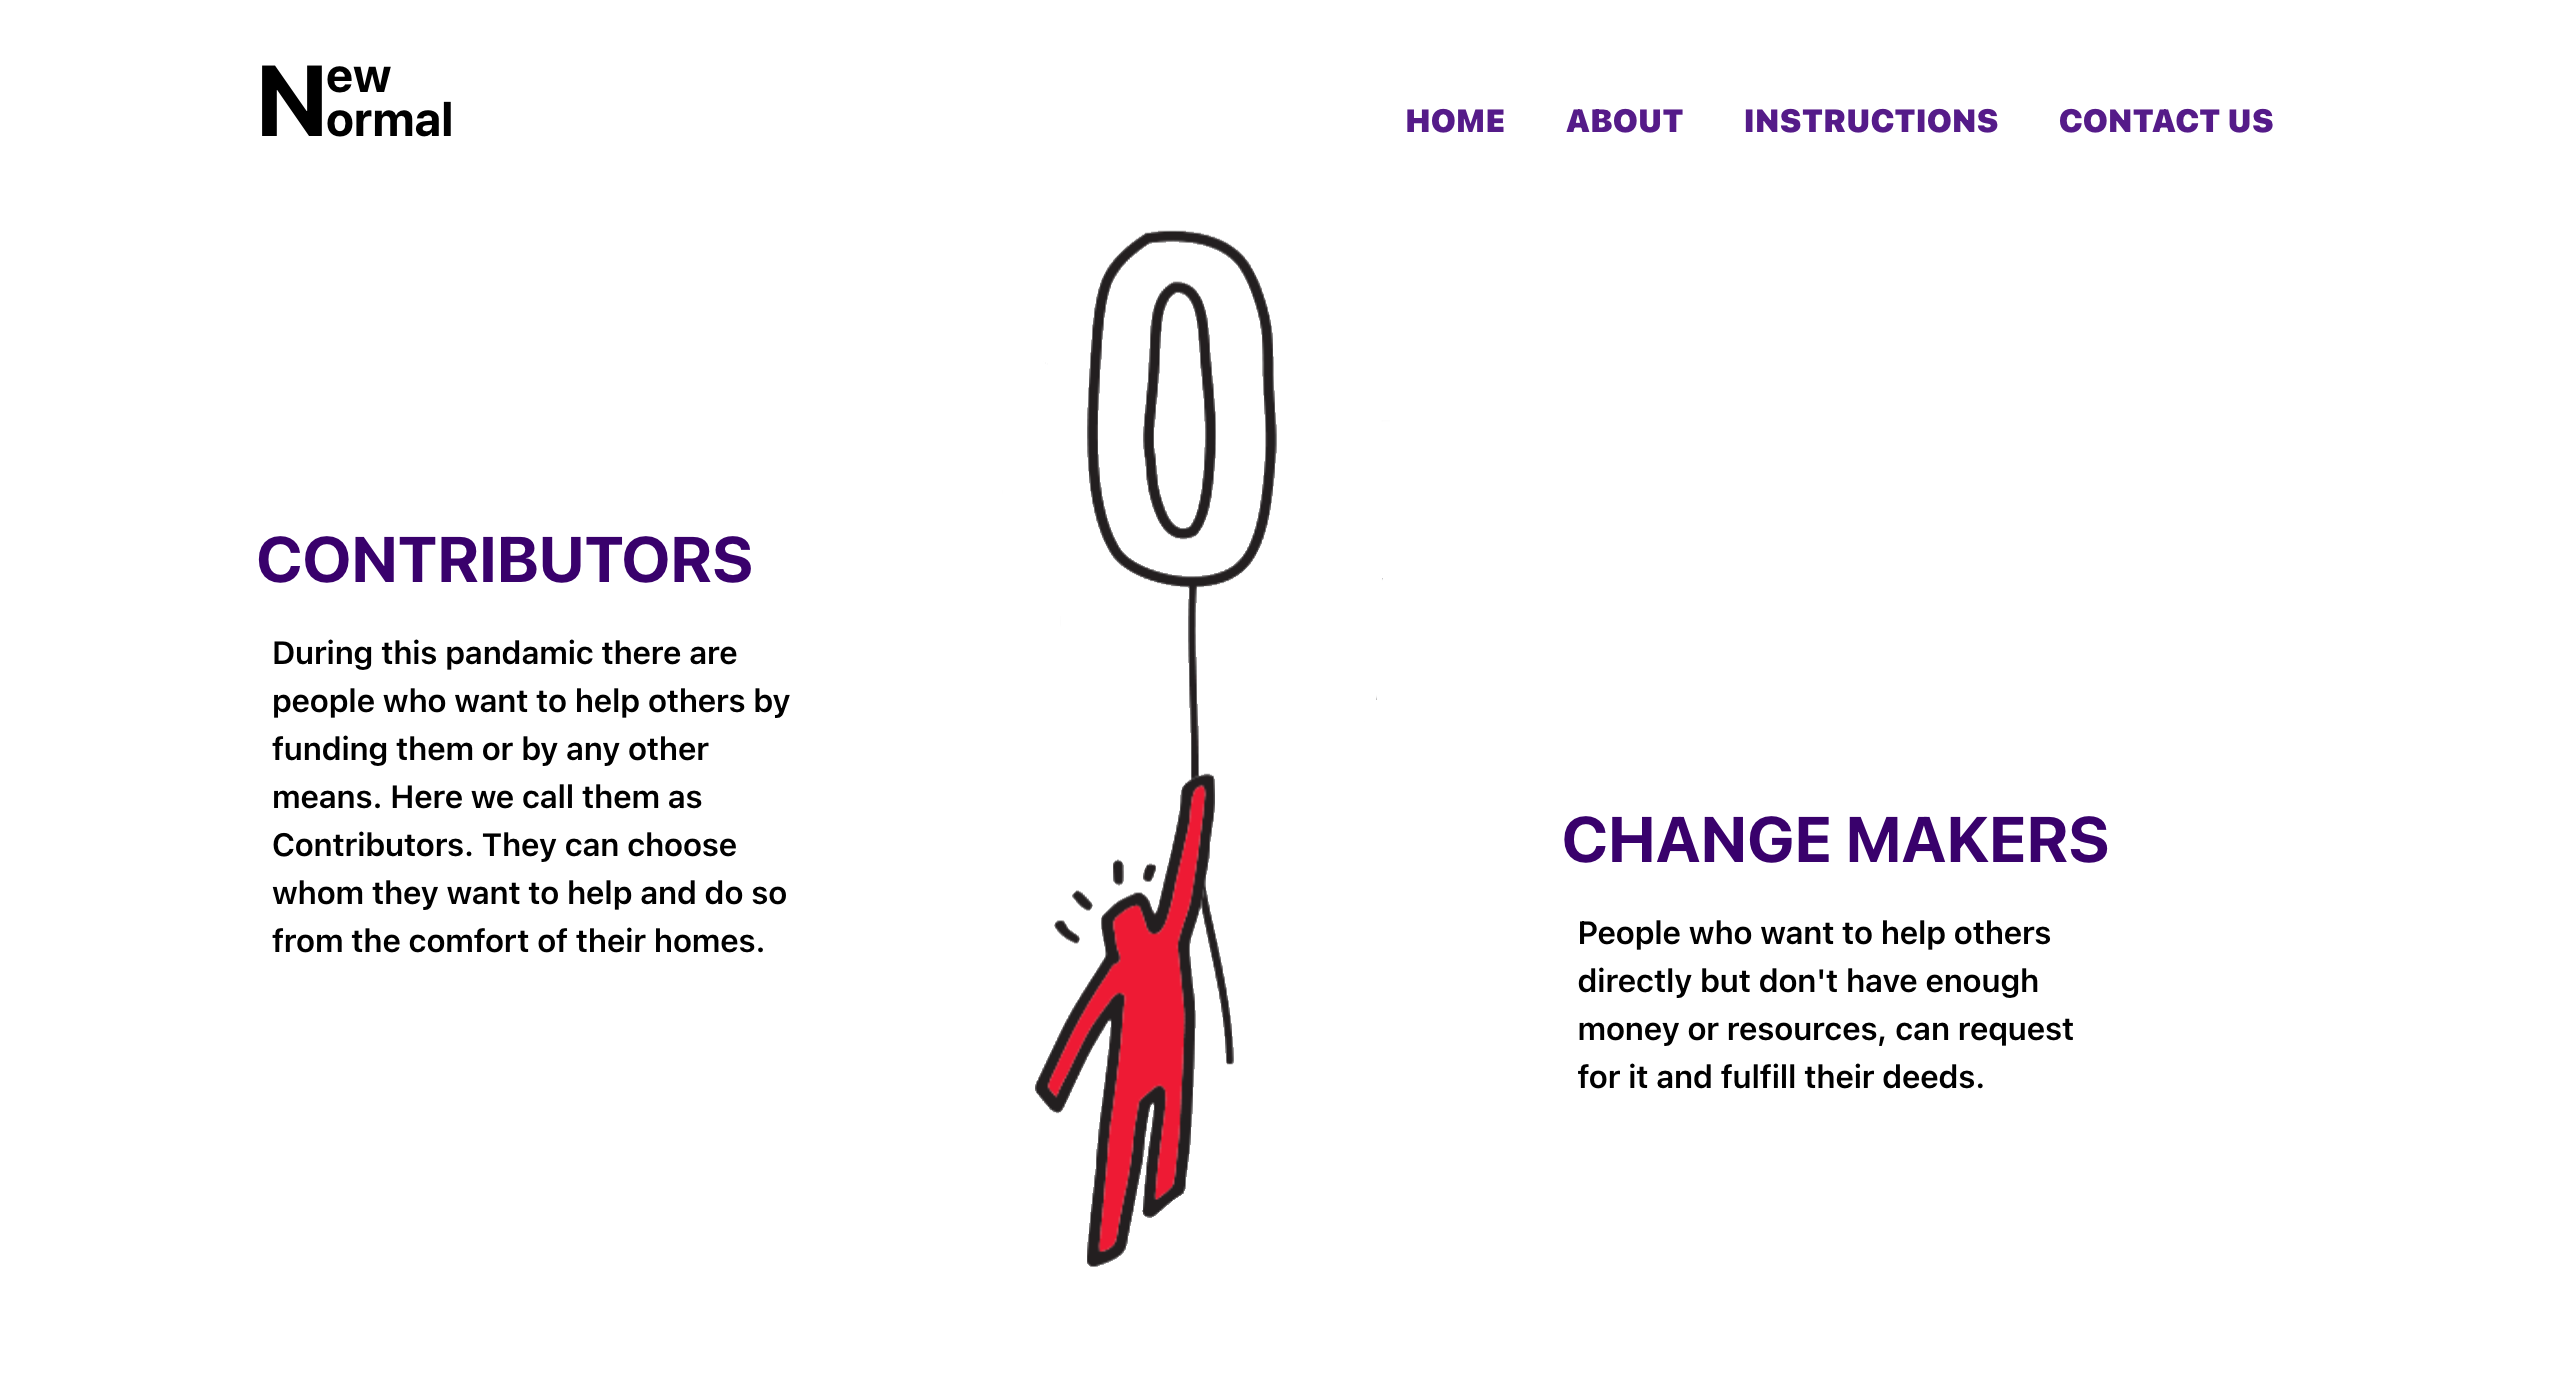 New
Normal
HOME ABOUT INSTRUCTIONS CONTACT US
0
CONTRIBUTORS
During this pandamic there are
people who want to help others by
funding them or by any other
means. Here we call them as
Contributors. They can choose
whom they want to help and do so
from the comfort of their homes.
CHANGE MAKERS
People who want to help others
directly but don't have enough
money or resources, can request
for it and fulfill their deeds.